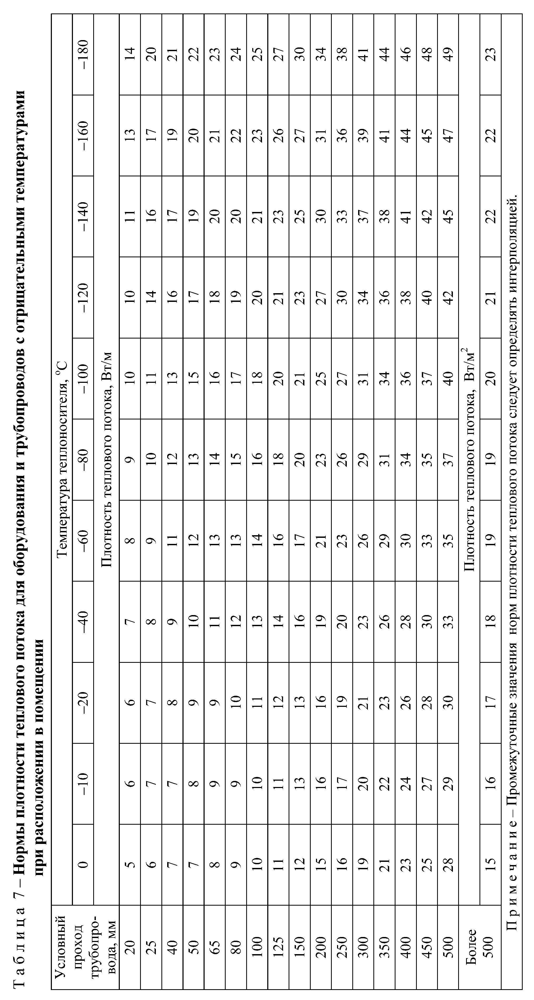 Т а б л и ц а 7 – Нормы плотности теплового потока для оборудования и трубопроводов с отрицательными температурами
при расположении в помещении
Условный проход трубопро-вода, мм Температура теплоносителя, °С
0 –10 –20 –40 –60 –80 –100 –120 –140 –160 –180
Плотность теплового потока, Вт/м
20 5 6 6 7 8 9 10 10 11 13 14
25 6 7 7 8 9 10 11 14 16 17 20
40 7 7 8 9 11 12 13 16 17 19 21
50 7 8 9 10 12 13 15 17 19 20 22
65 8 9 9 11 13 14 16 18 20 21 23
80 9 9 10 12 13 15 17 19 20 22 24
100 10 10 11 13 14 16 18 20 21 23 25
125 11 11 12 14 16 18 20 21 23 26 27
150 12 13 13 16 17 20 21 23 25 27 30
200 15 16 16 19 21 23 25 27 30 31 34
250 16 17 19 20 23 26 27 30 33 36 38
300 19 20 21 23 26 29 31 34 37 39 41
350 21 22 23 26 29 31 34 36 38 41 44
400 23 24 26 28 30 34 36 38 41 44 46
450 25 27 28 30 33 35 37 40 42 45 48
500 28 29 30 33 35 37 40 42 45 47 49
Более 500 Плотность теплового потока, Вт/м²
15 16 17 18 19 19 20 21 22 22 23
П р и м е ч а н и е – Промежуточные значения норм плотности теплового потока следует определять интерполяцией.